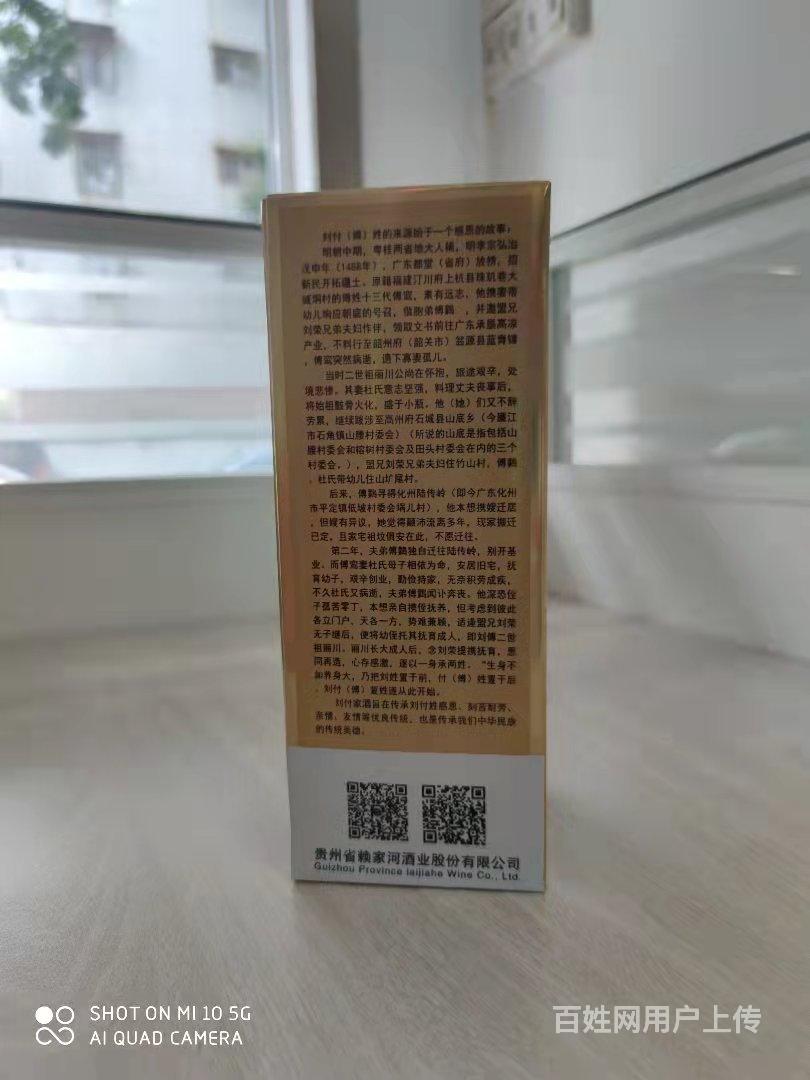 刘付（傅）姓的来源始于一个感恩的故事：
明朝中期，粤桂两省地大人稀，明孝宗弘治
戊申年（1488年），广东都堂（省府）放榜，招
新民开拓疆土。原籍福建汀川府上杭县珠玑巷大
塘垌村的傅姓十三代傅寔，素有远志，他携妻带
幼儿响应朝廷的号召，偕胞弟傅鹅，并邀盟兄
刘荣兄弟夫妇作伴，领取文书前往广东承垦高凉
产业，不料行至韶州府（韶关市）翁源县蓝青镇
，傅寔突然病逝，遗下寡妻孤儿。
当时二世祖丽川公尚在怀抱，旅途艰辛，处
境悲惨。其妻杜氏意志坚强，料理丈夫丧事后，
将始祖骸骨火化，盛于小瓶。他（她）们又不辞
劳累，继续跋涉至高州府石城县山底乡（今廉江
市石角镇山腰村委会）（所说的山底是指包括山
腰村委会和榕树村委会及田头村委会在内的三个
村委会。），盟兄刘荣兄弟夫妇住竹山村，傅鹅
、杜氏带幼儿住山圹尾村。
后来，傅鹅寻得化州陆传岭（即今广东化州
市平定镇低坡村委会塥儿村），他本想携嫂迁居
，但嫂有异议，她觉得颠沛流离多年，现家搬迁
已定，且家宅祖坟俱安在此，不愿迁往。
第二年，夫弟傅鹅独自迁往陆传岭，别开基
业。而傅寔妻杜氏母子相依为命，安居旧宅，抚
育幼子，艰辛创业，勤俭持家，无奈积劳成疾，
不久杜氏又病逝，夫弟傅鹅闻讣奔丧。他深恐侄
子孤苦零丁，本想亲自携侄抚养，但考虑到彼此
各立门户、天各一方，势难兼顾，适逢盟兄刘荣
无子继后，便将幼侄托其抚育成人，即刘傅二世
祖丽川。丽川长大成人后，念刘荣提携抚育，恩
同再造，心存感激，遂以一身承两姓。“生身不
如养身大，乃把刘姓置于前，付（傅）姓置于后
，刘付（傅）复姓遂从此开始。
刘付家酒旨在传承刘付姓感恩、刻苦耐劳、
亲情、友情等优良传统，也是传承我们中华民族
的传统美德。
贵州省赖家河酒业股份有限公司
Guizhou Province laijiahe Wine Co., Ltd.
SHOT ON MI 10 5G
AI QUAD CAMERA
百姓网用户上传